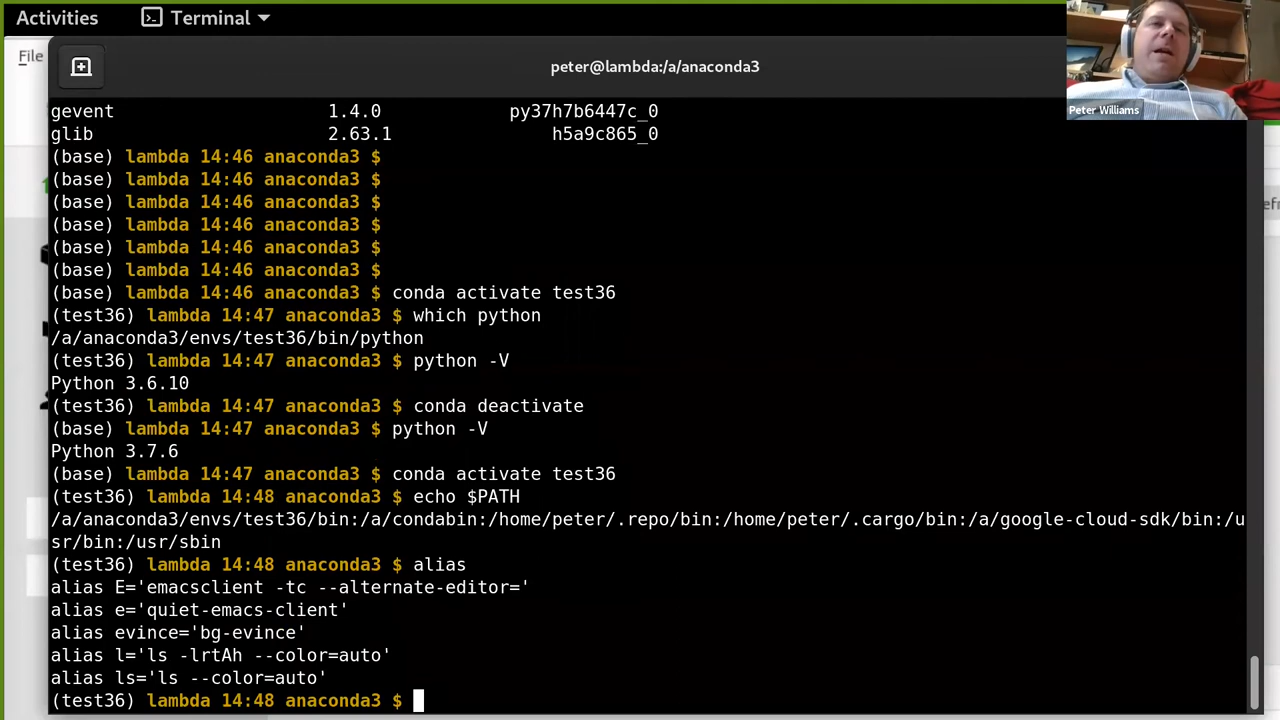 Activities
Terminal
File
peter@lambda:/a/anaconda3
Peter Williams
gevent 1.4.0 py37h7b6447c_0
glib 2.63.1 h5a9c865_0
(base) lambda 14:46 anaconda3 $
(base) lambda 14:46 anaconda3 $
(base) lambda 14:46 anaconda3 $
(base) lambda 14:46 anaconda3 $
(base) lambda 14:46 anaconda3 $
(base) lambda 14:46 anaconda3 $
(base) lambda 14:46 anaconda3 $ conda activate test36
(test36) lambda 14:47 anaconda3 $ which python
/a/anaconda3/envs/test36/bin/python
(test36) lambda 14:47 anaconda3 $ python -V
Python 3.6.10
(test36) lambda 14:47 anaconda3 $ conda deactivate
(base) lambda 14:47 anaconda3 $ python -V
Python 3.7.6
(base) lambda 14:47 anaconda3 $ conda activate test36
(test36) lambda 14:48 anaconda3 $ echo $PATH
/a/anaconda3/envs/test36/bin:/a/condabin:/home/peter/.repo/bin:/home/peter/.cargo/bin:/a/google-cloud-sdk/bin:/u
sr/bin:/usr/sbin
(test36) lambda 14:48 anaconda3 $ alias
alias E='emacsclient -tc --alternate-editor='
alias e='quiet-emacs-client'
alias evince='bg-evince'
alias l='ls -lrtAh --color=auto'
alias ls='ls --color=auto'
(test36) lambda 14:48 anaconda3 $